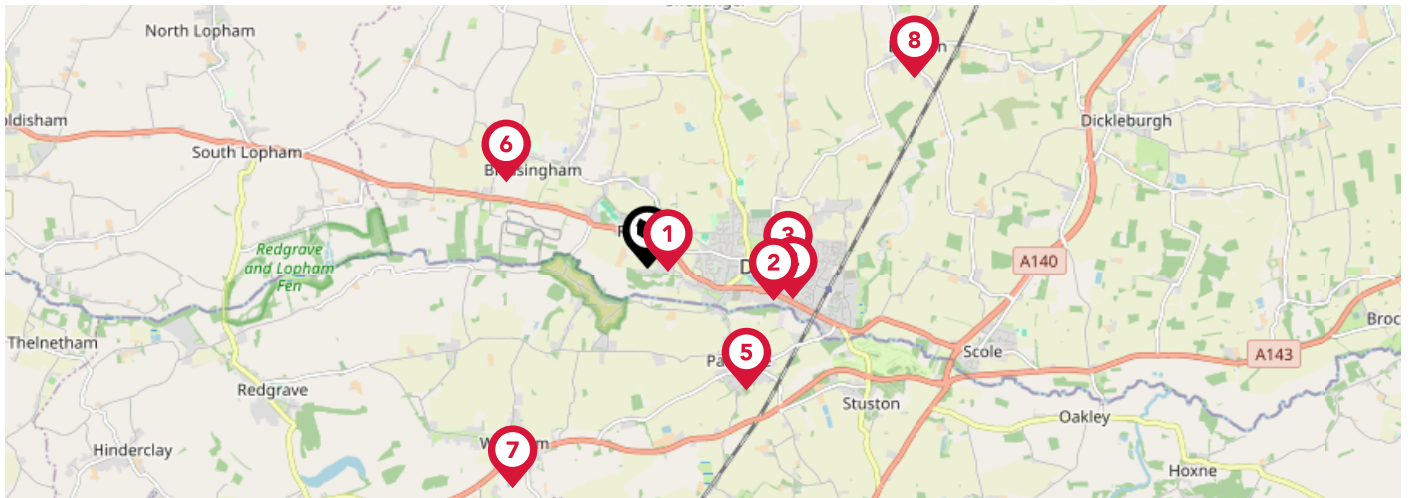 North Lopham
8
Dickleburgh
South Lopham
6
3
1
2
Redgrave
and Lopham
Fen
A140
Thelnetham
5
Scole
A143
Redgrave
Stuston
Oakley
7
Hinderclay
Hoxne